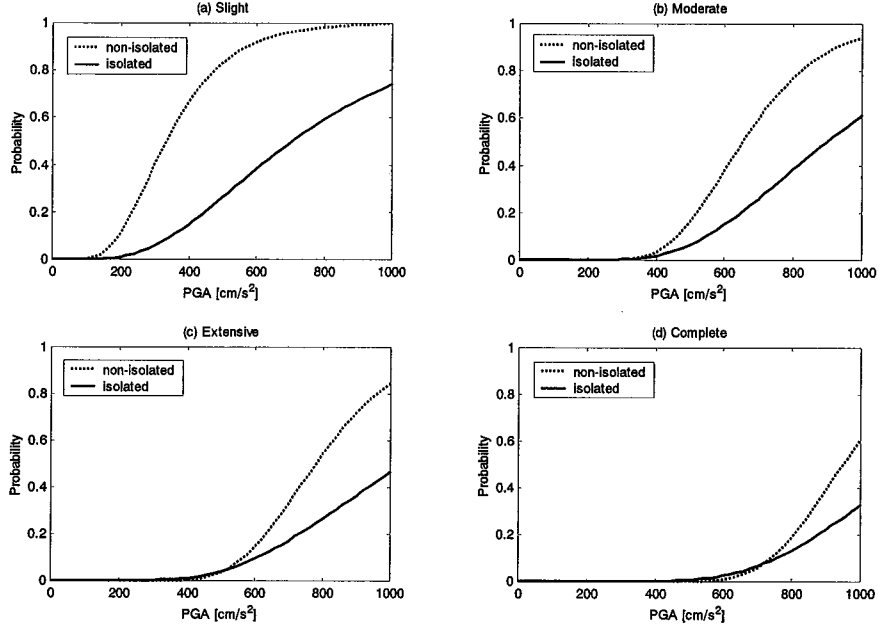 (a) Slight
1
0.8
0.6
0.4
0.2
0
Probability
non-isolated
isolated
0 200 400 600 800 1000
PGA [cm/s²]
(b) Moderate
1
0.8
0.6
0.4
0.2
0
Probability
non-isolated
isolated
0 200 400 600 800 1000
PGA [cm/s²]
(c) Extensive
1
0.8
0.6
0.4
0.2
0
Probability
non-isolated
isolated
0 200 400 600 800 1000
PGA [cm/s²]
(d) Complete
1
0.8
0.6
0.4
0.2
0
Probability
non-isolated
isolated
0 200 400 600 800 1000
PGA [cm/s²]